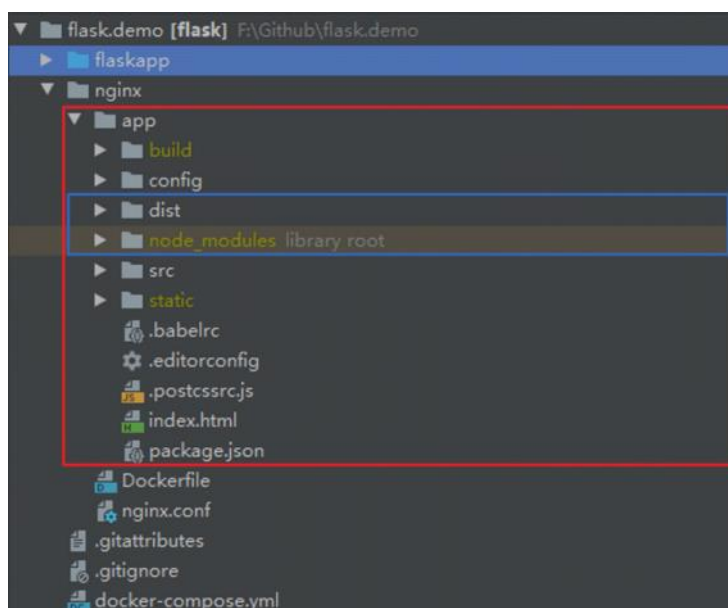 flask.demo [flask] F:\Github\flask.demo
flaskapp
nginx
app
build
config
dist
node_modules library root
src
static
.babelrc
.editorconfig
.postcssrc.js
index.html
package.json
Dockerfile
nginx.conf
.gitattributes
.gitignore
docker-compose.yml